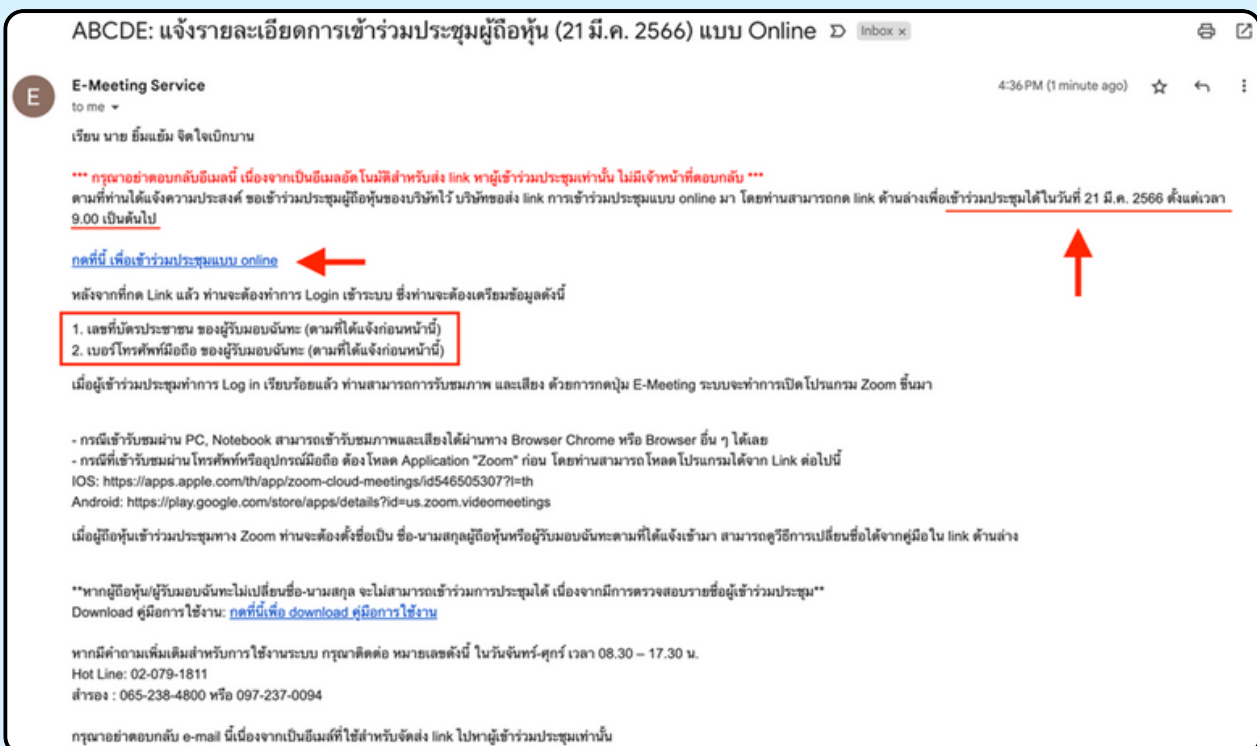 ABCDE: แจ้งรายละเอียดการเข้าร่วมประชุมผู้ถือหุ้น (21 มี.ค. 2566) แบบ Online Inbox x
E
E-Meeting Service
4:36 PM (1 minute ago)
to me
เรียน นาย ยิ้มแย้ม จิตใจเบิกบาน
*** กรุณาอย่าตอบกลับอีเมลนี้ เนื่องจากเป็นอีเมลอัตโนมัติสำหรับส่ง link หาผู้เข้าร่วมประชุมเท่านั้น ไม่มีเจ้าหน้าที่ตอบกลับ ***
ตามที่ท่านได้แจ้งความประสงค์ ขอเข้าร่วมประชุมผู้ถือหุ้นของบริษัทไว้ บริษัทขอส่ง link การเข้าร่วมประชุมแบบ online มา โดยท่านสามารถกด link ด้านล่างเพื่อเข้าร่วมประชุมได้ในวันที่ 21 มี.ค. 2566 ตั้งแต่เวลา
9.00 เป็นต้นไป
กดที่นี้ เพื่อเข้าร่วมประชุมแบบ online
หลังจากที่กด Link แล้ว ท่านจะต้องทำการ Login เข้าระบบ ซึ่งท่านจะต้องเตรียมข้อมูลดังนี้
1. เลขที่บัตรประชาชน ของผู้รับมอบฉันทะ (ตามที่ได้แจ้งก่อนหน้านี้)
2. เบอร์โทรศัพท์มือถือ ของผู้รับมอบฉันทะ (ตามที่ได้แจ้งก่อนหน้านี้)
เมื่อผู้เข้าร่วมประชุมทำการ Log in เรียบร้อยแล้ว ท่านสามารถการรับชมภาพ และเสียง ด้วยการกดปุ่ม E-Meeting ระบบจะทำการเปิดโปรแกรม Zoom ขึ้นมา
- กรณีเข้ารับชมผ่าน PC, Notebook สามารถเข้ารับชมภาพและเสียงได้ผ่านทาง Browser Chrome หรือ Browser อื่น ๆ ได้เลย
- กรณีที่เข้ารับชมผ่านโทรศัพท์หรืออุปกรณ์มือถือ ต้องโหลด Application "Zoom" ก่อน โดยท่านสามารถโหลดโปรแกรมได้จาก Link ต่อไปนี้
IOS: https://apps.apple.com/th/app/zoom-cloud-meetings/id546505307?l=th
Android: https://play.google.com/store/apps/details?id=us.zoom.videomeetings
เมื่อผู้ถือหุ้นเข้าร่วมประชุมทาง Zoom ท่านจะต้องตั้งชื่อเป็น ชื่อ-นามสกุลผู้ถือหุ้นหรือผู้รับมอบฉันทะตามที่ได้แจ้งเข้ามา สามารถดูวิธีการเปลี่ยนชื่อได้จากคู่มือใน link ด้านล่าง
**หากผู้ถือหุ้น/ผู้รับมอบฉันทะไม่เปลี่ยนชื่อ-นามสกุล จะไม่สามารถเข้าร่วมการประชุมได้ เนื่องจากมีการตรวจสอบรายชื่อผู้เข้าร่วมประชุม**
Download คู่มือการใช้งาน: กดที่นี้เพื่อ download คู่มือการใช้งาน
หากมีคำถามเพิ่มเติมสำหรับการใช้งานระบบ กรุณาติดต่อ หมายเลขดังนี้ ในวันจันทร์-ศุกร์ เวลา 08.30 – 17.30 น.
Hot Line: 02-079-1811
สำรอง : 065-238-4800 หรือ 097-237-0094
กรุณาอย่าตอบกลับ e-mail นี้เนื่องจากเป็นอีเมล์ที่ใช้สำหรับจัดส่ง link ไปหาผู้เข้าร่วมประชุมเท่านั้น